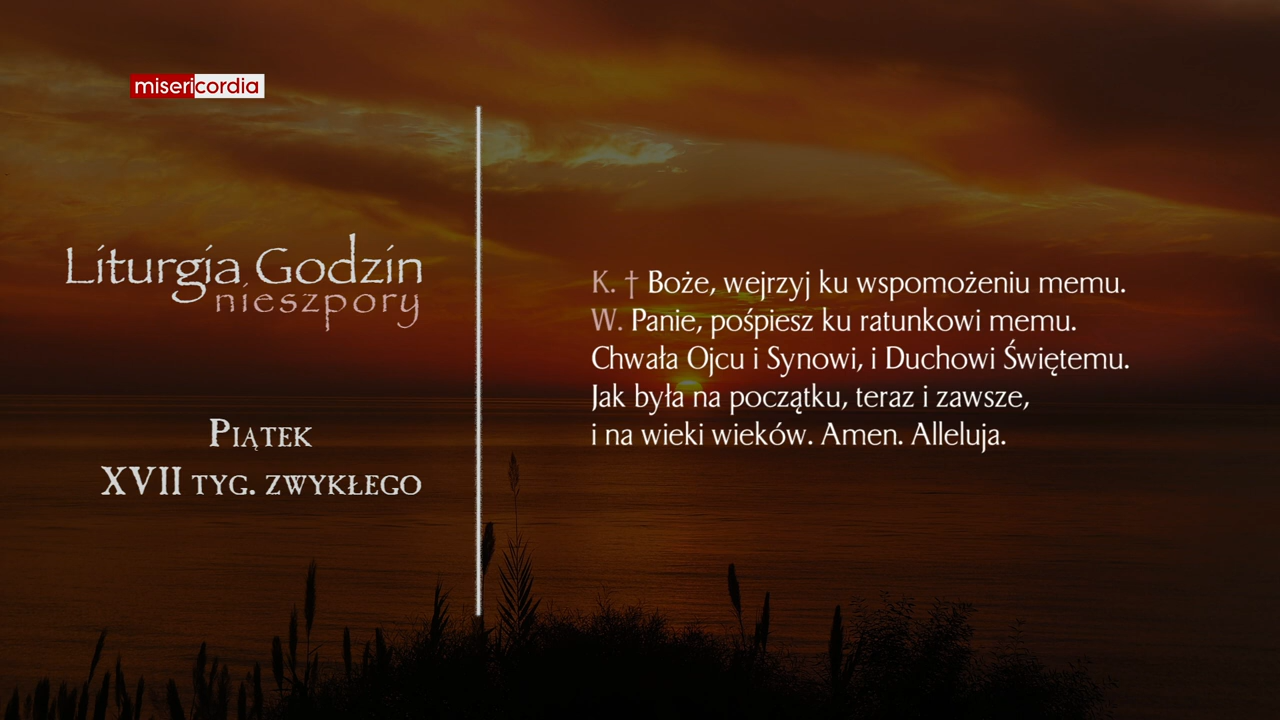 misericordia
Liturgia Godzin
nieszpory
Piątek
XVII tyg. zwykłego
K. † Boże, wejrzyj ku wspomożeniu memu.
W. Panie, pośpiesz ku ratunkowi memu.
Chwała Ojcu i Synowi, i Duchowi Świętemu.
Jak była na początku, teraz i zawsze,
i na wieki wieków. Amen. Alleluja.